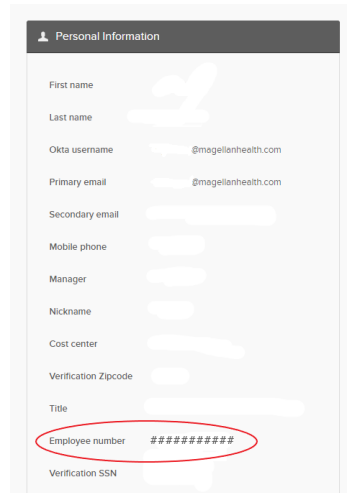 Personal Information
First name
Last name
Okta username @magellanhealth.com
Primary email @magellanhealth.com
Secondary email
Mobile phone
Manager
Nickname
Cost center
Verification Zipcode
Title
Employee number ###########
Verification SSN